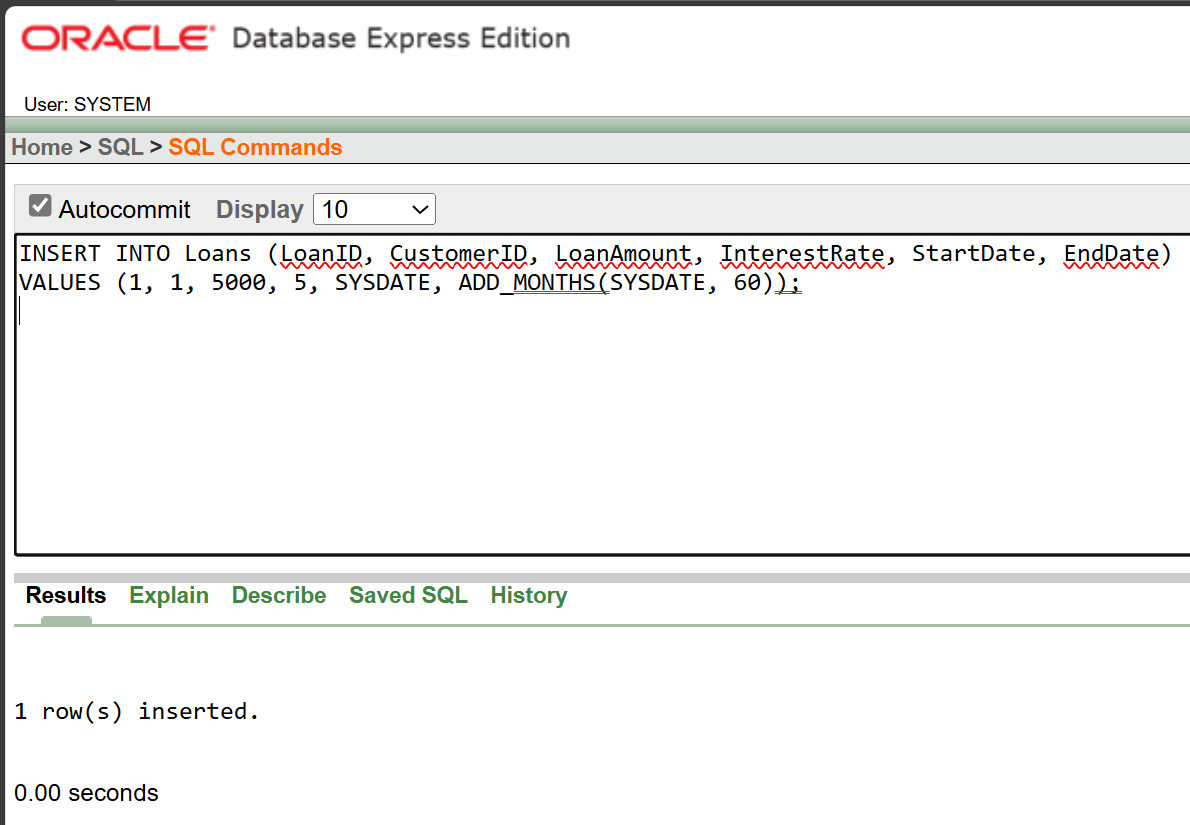 ORACLE® Database Express Edition
User: SYSTEM
Home > SQL > SQL Commands
Autocommit Display 10
INSERT INTO Loans (LoanID, CustomerID, LoanAmount, InterestRate, StartDate, EndDate)
VALUES (1, 1, 5000, 5, SYSDATE, ADD_MONTHS(SYSDATE, 60));
Results Explain Describe Saved SQL History
1 row(s) inserted.
0.00 seconds